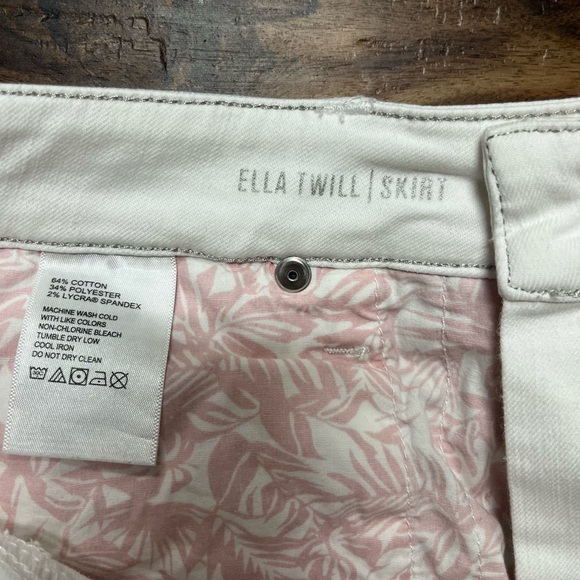 ELLA TWILL | SKIRT
64% COTTON
34% POLYESTER
2% LYCRA® SPANDEX
MACHINE WASH COLD
WITH LIKE COLORS
NON-CHLORINE BLEACH
TUMBLE DRY LOW
COOL IRON
DO NOT DRY CLEAN